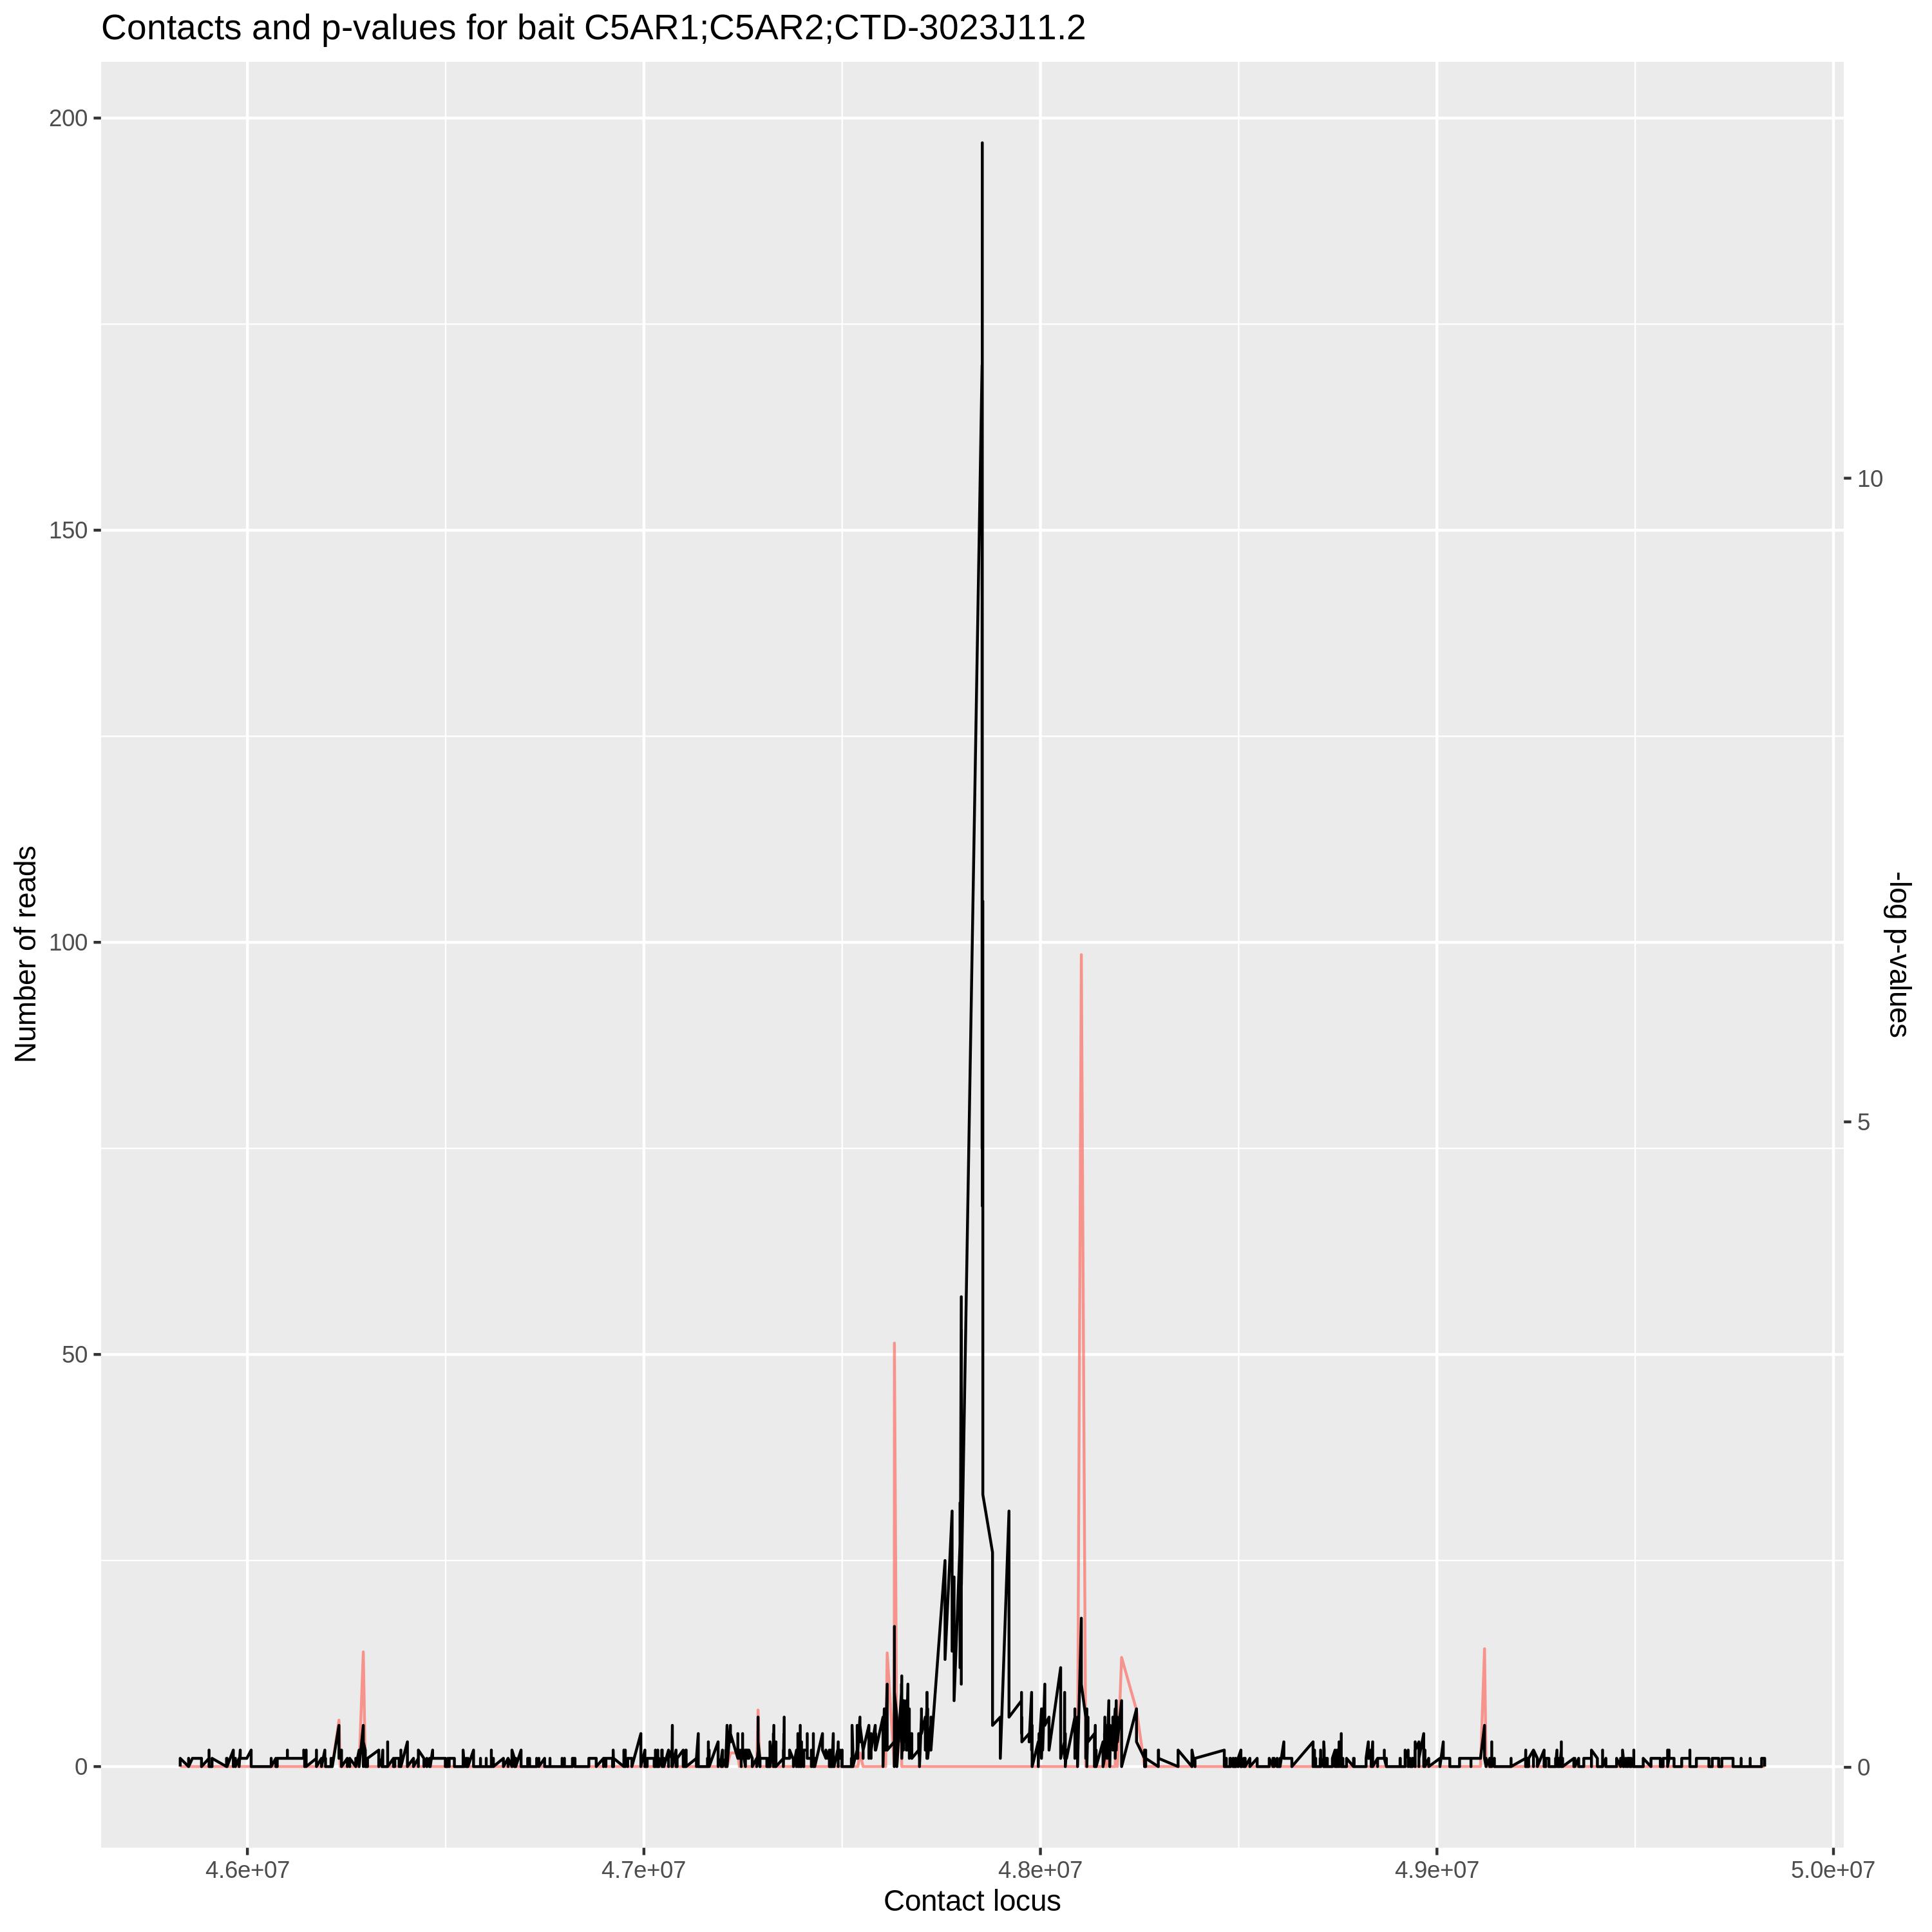 Contacts and p-values for bait C5AR1;C5AR2;CTD-3023J11.2
200
150
100
50
0
Number of reads
10
5
0
-log p-values
4.6e+07
4.7e+07
4.8e+07
4.9e+07
5.0e+07
Contact locus